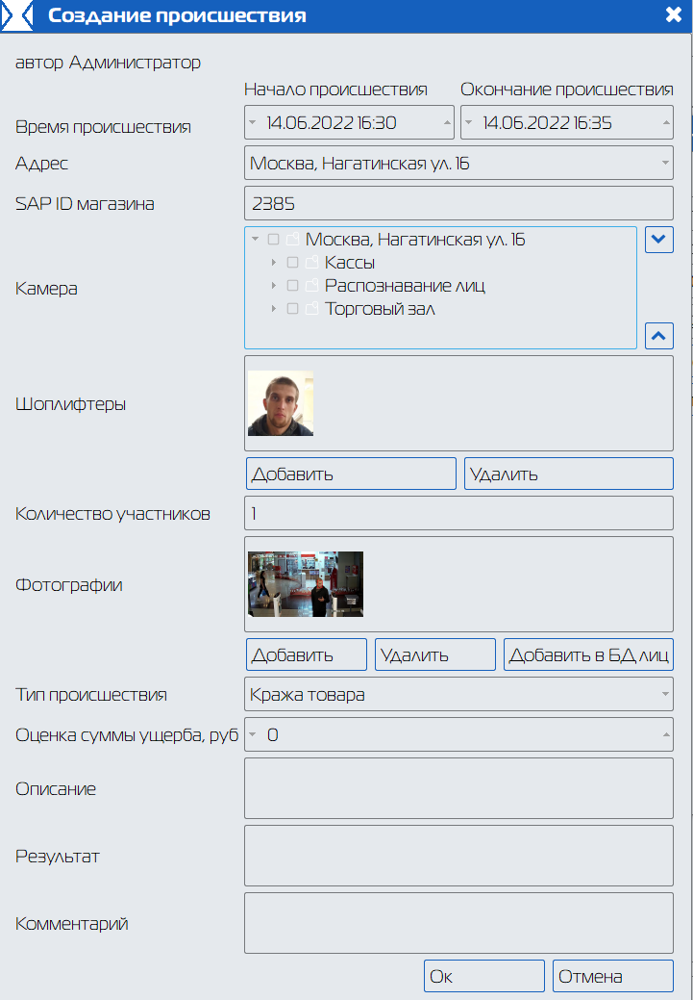 Создание происшествия
автор Администратор
Начало происшествия Окончание происшествия
Время происшествия 14.06.2022 16:30 14.06.2022 16:35
Адрес Москва, Нагатинская ул. 16
SAP ID магазина 2385
Москва, Нагатинская ул. 16
Кассы
Камера Распознавание лиц
Торговый зал
Шоплифтеры
Добавить Удалить
Количество участников 1
Фотографии
Добавить Удалить Добавить в БД лиц
Тип происшествия Кража товара
Оценка суммы ущерба, руб 0
Описание
Результат
Комментарий
Ок Отмена